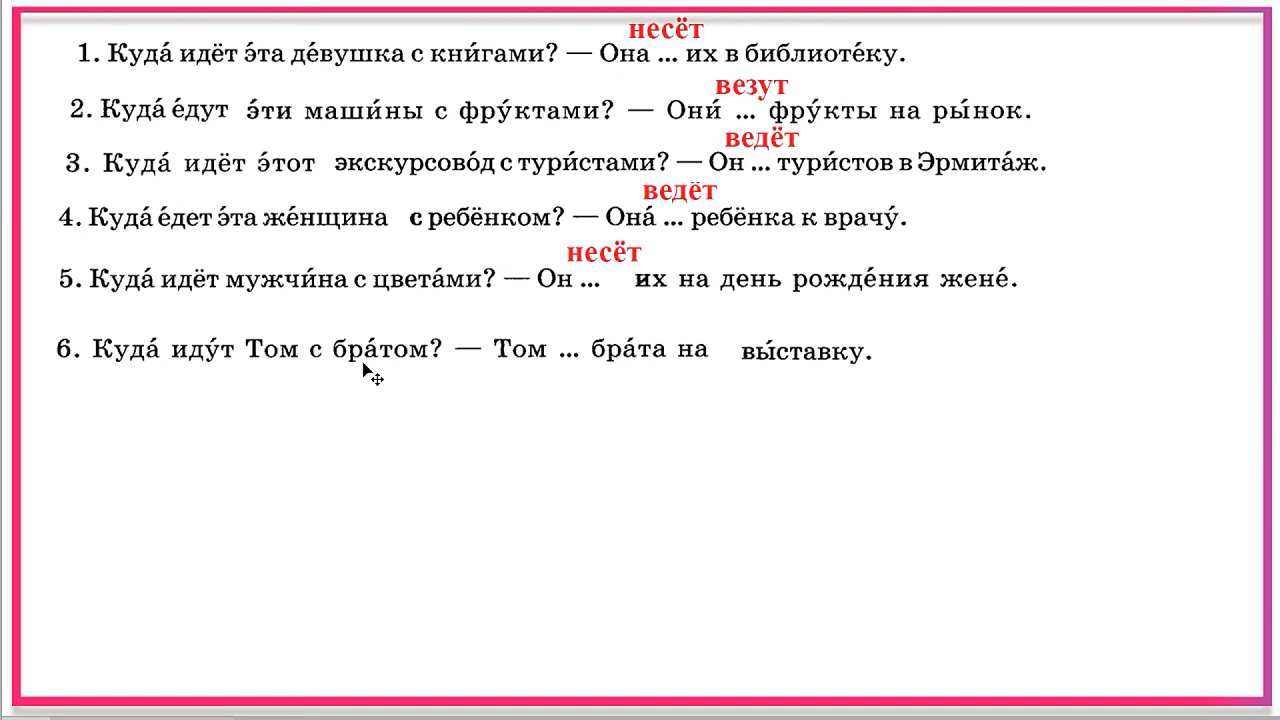 несёт
1. Куда́ идёт э́та де́вушка с кни́гами? — Она ... их в библиоте́ку.
везут
2. Куда́ е́дут э́ти маши́ны с фру́ктами? — Они́ ... фру́кты на ры́нок.
ведёт
3. Куда́ идёт э́тот экскурсово́д с тури́стами? — Он ... тури́стов в Эрмита́ж.
ведёт
4. Куда́ е́дет э́та же́нщина с ребёнком? — Она́ ... ребёнка к врачу́.
несёт
5. Куда́ идёт мужчи́на с цвета́ми? — Он ... их на день рожде́ния жене́.
6. Куда́ иду́т Том с бра́том? — Том ... бра́та на вы́ставку.